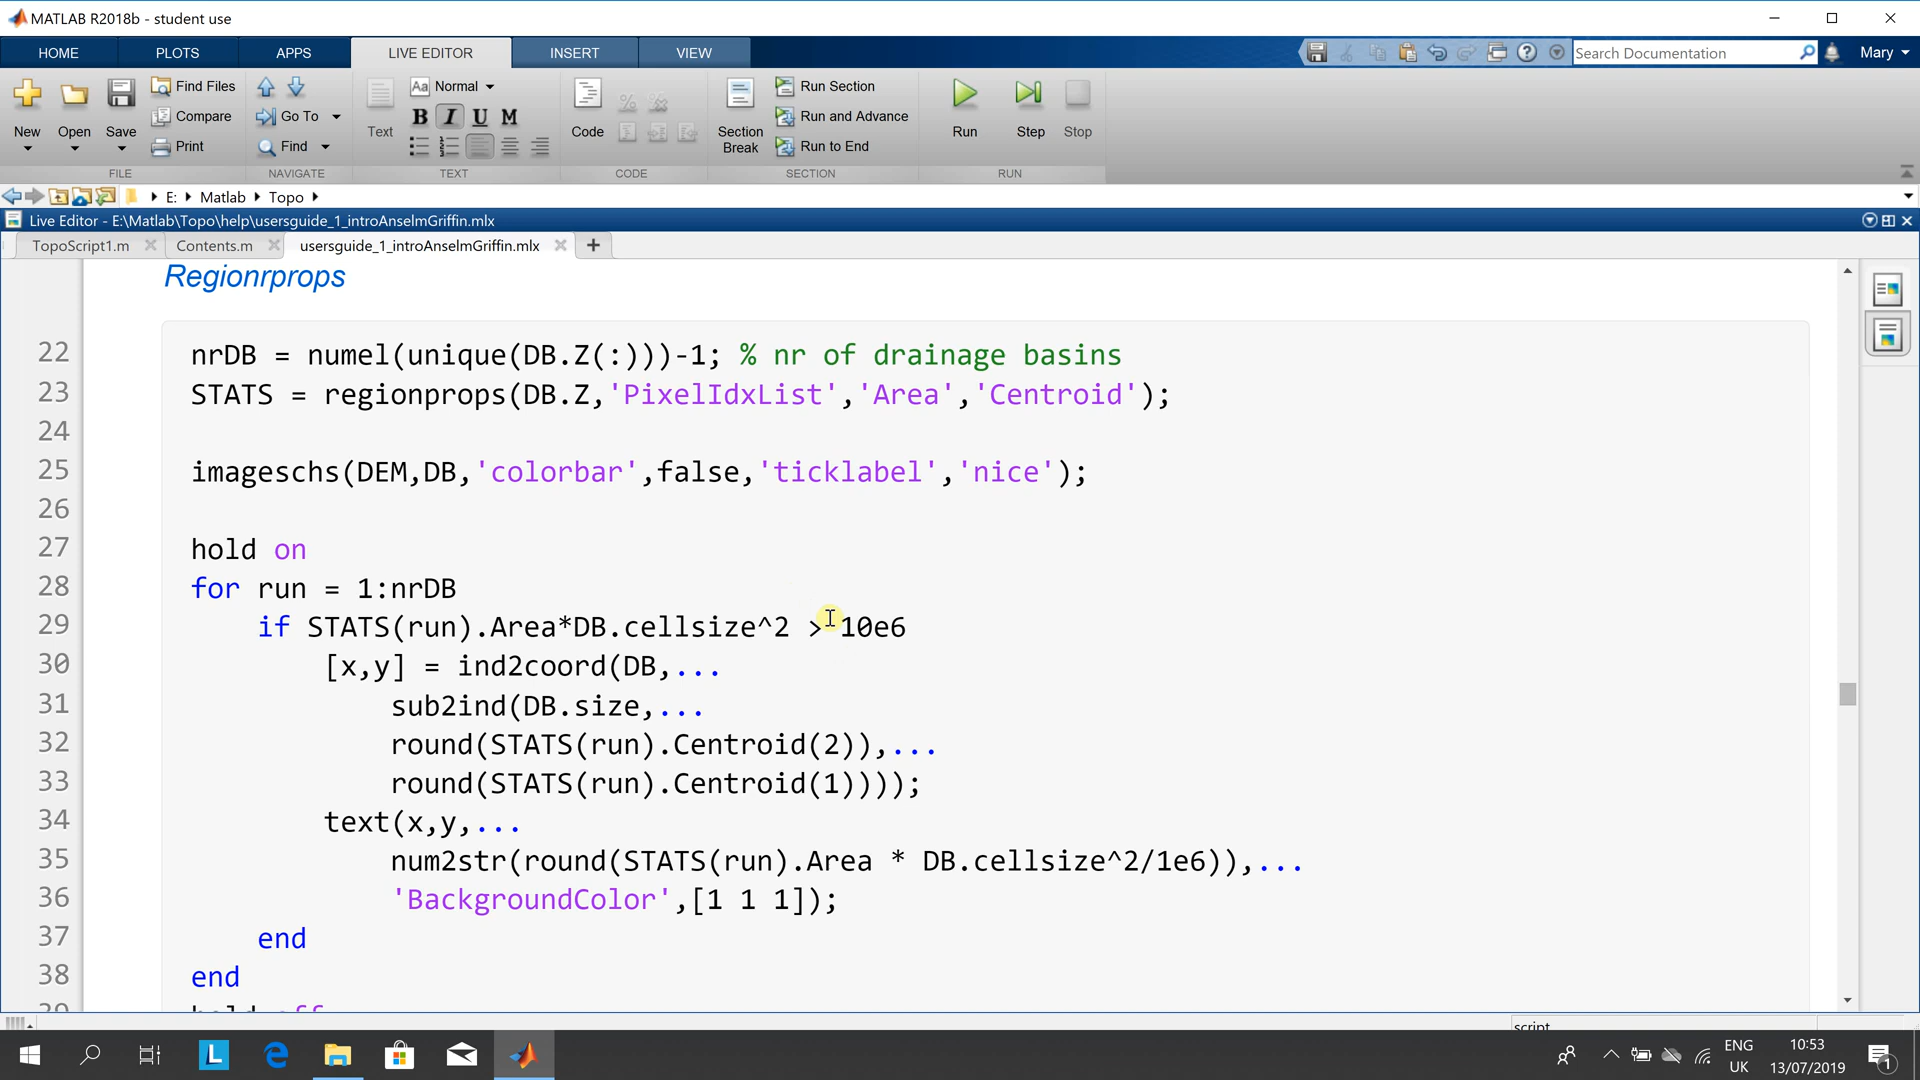 MATLAB R2018b - student use
HOME PLOTS APPS LIVE EDITOR INSERT VIEW Search Documentation Mary
New Open Save Find Files Compare Print Go To Find
FILE NAVIGATE
Text Aa Normal B I U M
TEXT
Code
CODE
Section Break Run Section Run and Advance Run to End
SECTION
Run Step Stop
RUN
E: Matlab Topo
Live Editor - E:\Matlab\Topo\help\usersguide_1_introAnselmGriffin.mlx
TopoScript1.m Contents.m usersguide_1_introAnselmGriffin.mlx
Regionrprops
22 nrDB = numel(unique(DB.Z(:)))-1; % nr of drainage basins
23 STATS = regionprops(DB.Z,'PixelIdxList','Area','Centroid');
24
25 imageschs(DEM,DB,'colorbar',false,'ticklabel','nice');
26
27 hold on
28 for run = 1:nrDB
29 if STATS(run).Area*DB.cellsize^2 > 10e6
30 [x,y] = ind2coord(DB,...
31 sub2ind(DB.size,...
32 round(STATS(run).Centroid(2)),...
33 round(STATS(run).Centroid(1))));
34 text(x,y,...
35 num2str(round(STATS(run).Area * DB.cellsize^2/1e6)),...
36 'BackgroundColor',[1 1 1]);
37 end
38 end
39 hold off
script
L ENG UK 10:53 13/07/2019 1